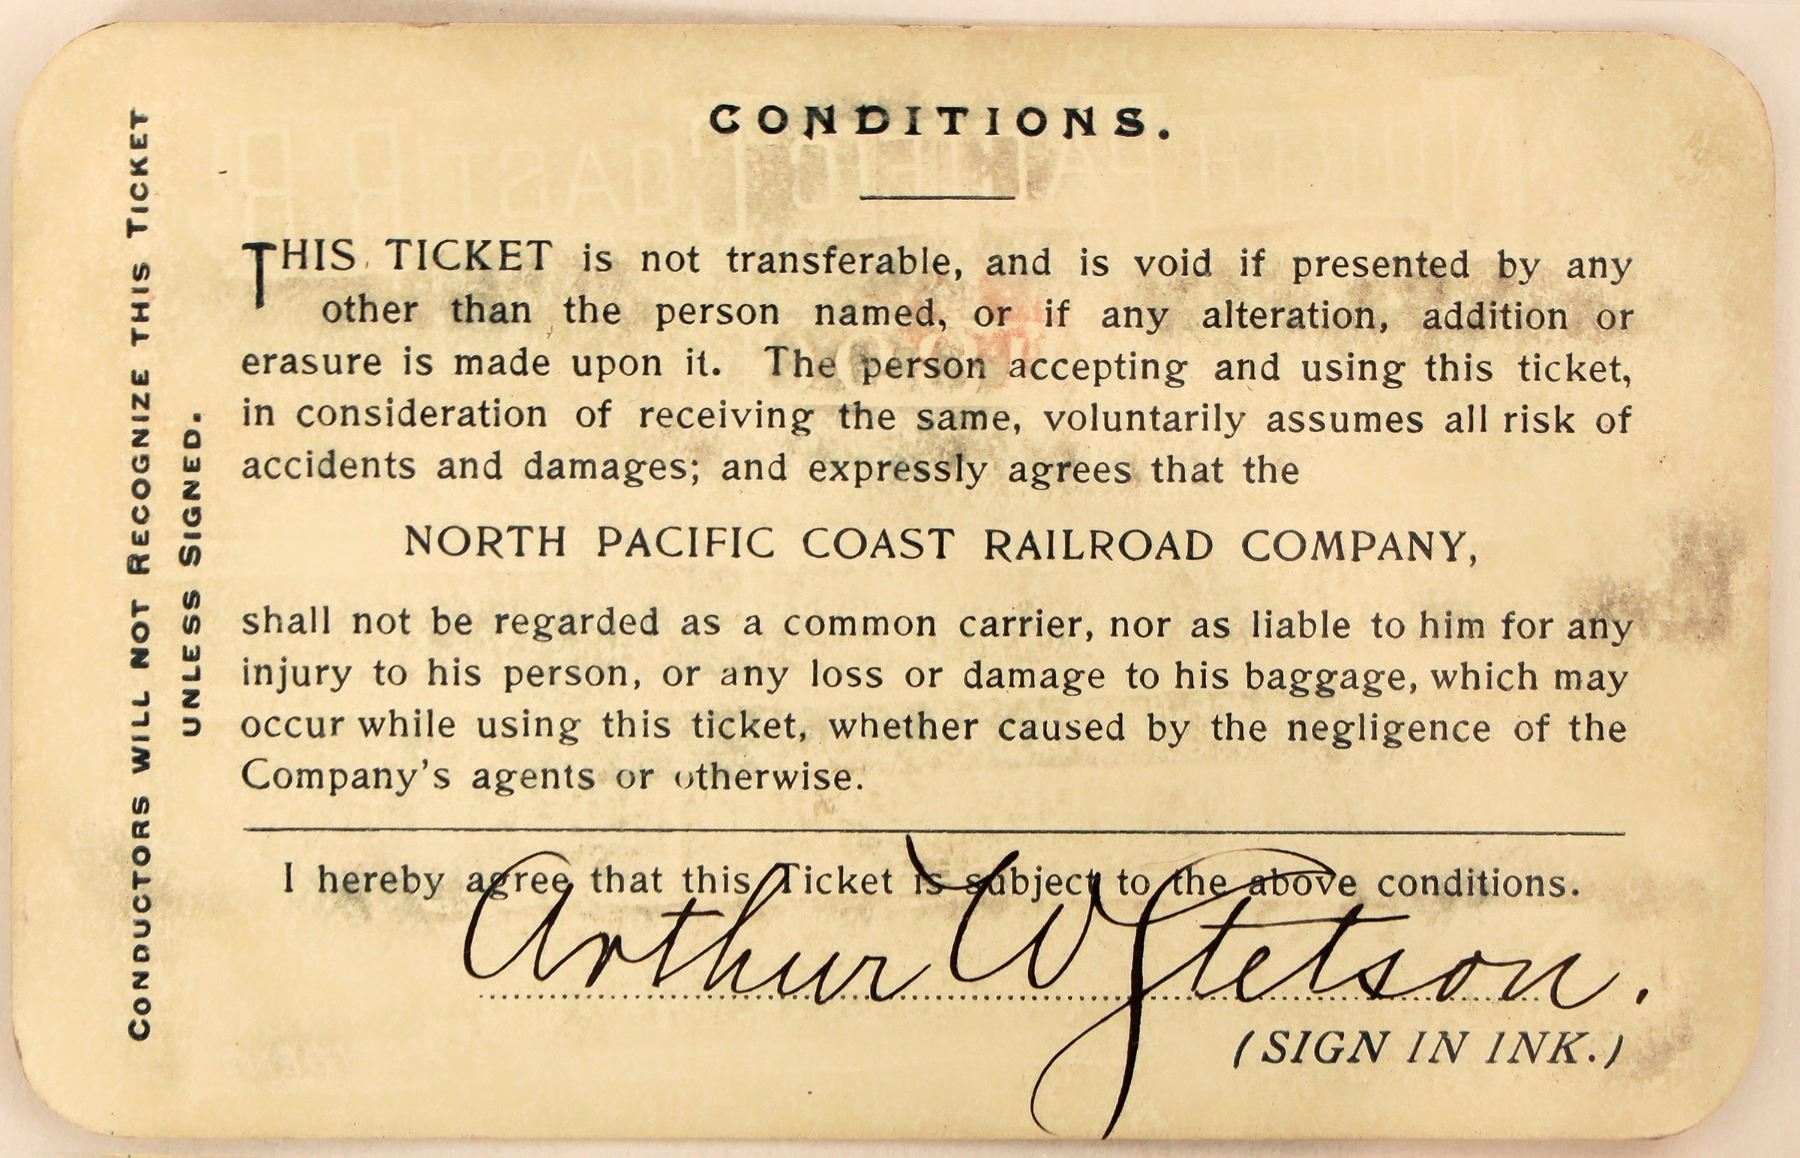 CONDITIONS.
THIS TICKET is not transferable, and is void if presented by any
other than the person named, or if any alteration, addition or
erasure is made upon it. The person accepting and using this ticket,
in consideration of receiving the same, voluntarily assumes all risk of
accidents and damages; and expressly agrees that the
NORTH PACIFIC COAST RAILROAD COMPANY,
shall not be regarded as a common carrier, nor as liable to him for any
injury to his person, or any loss or damage to his baggage, which may
occur while using this ticket, whether caused by the negligence of the
Company's agents or otherwise.
I hereby agree that this Ticket is subject to the above conditions.
Arthur W Stetson.
(SIGN IN INK.)
CONDUCTORS WILL NOT RECOGNIZE THIS TICKET
UNLESS SIGNED.